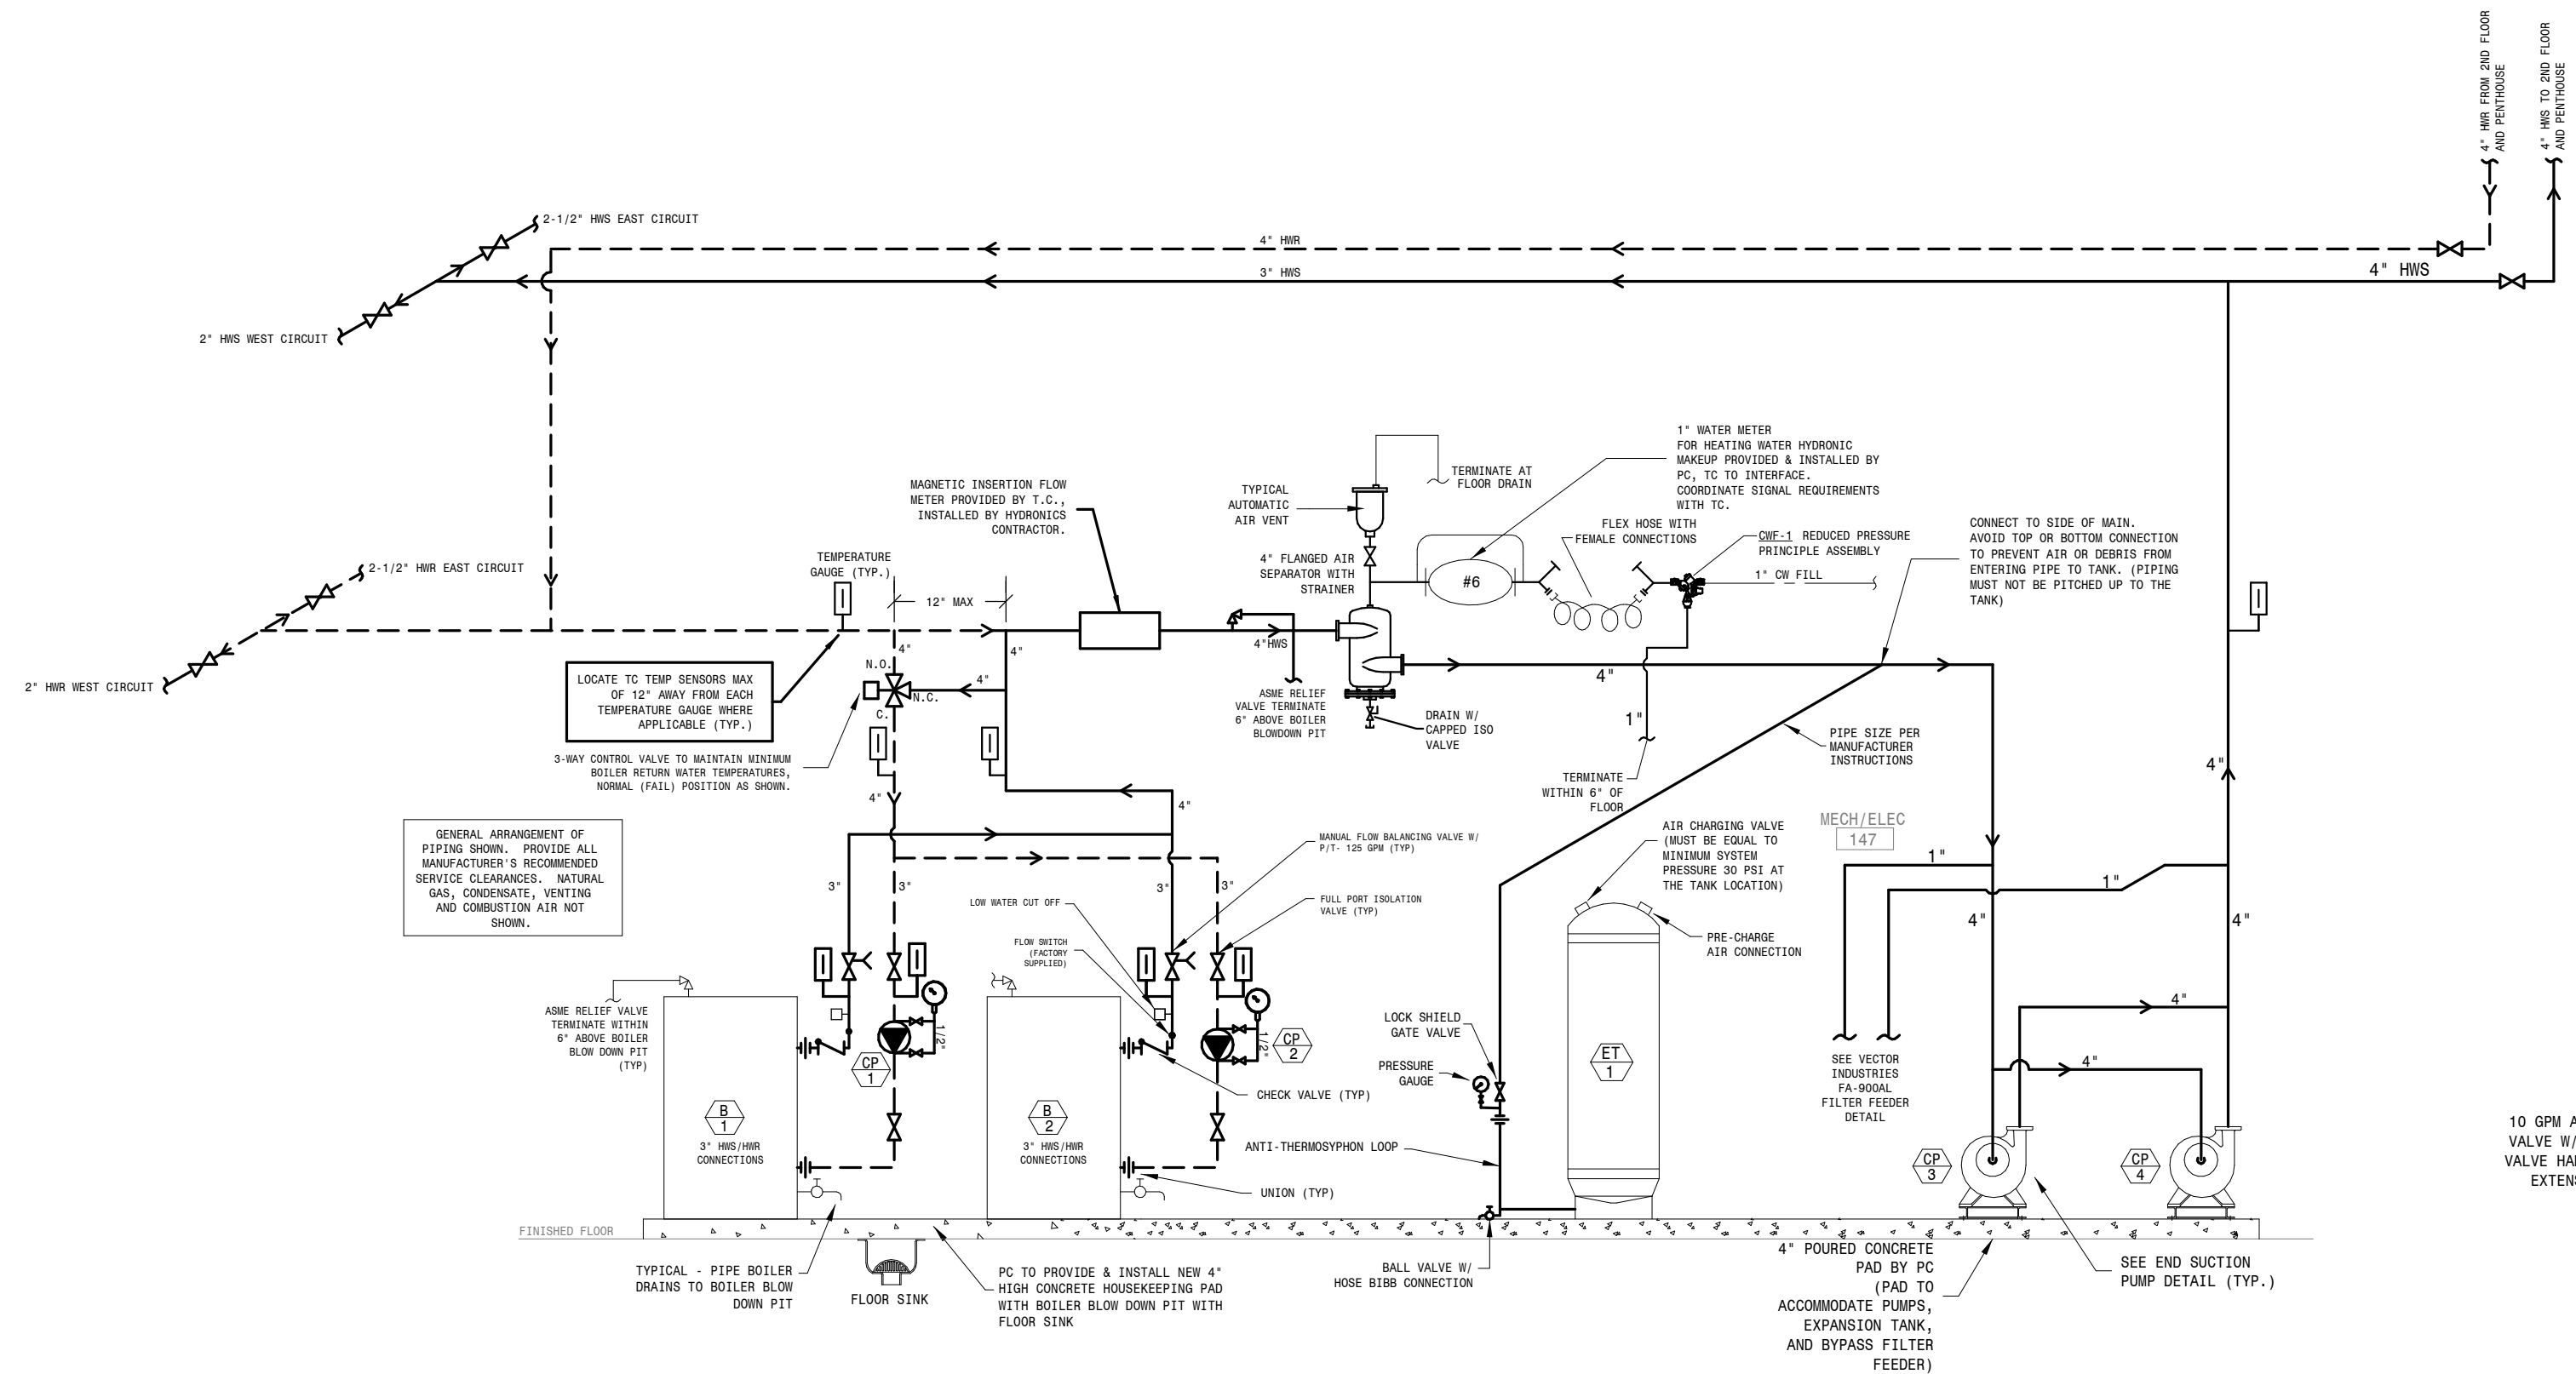 4" HWR FROM 2ND FLOOR
AND PENTHOUSE
4" HWS TO 2ND FLOOR
AND PENTHOUSE
2-1/2" HWS EAST CIRCUIT
4" HWR
3" HWS
4" HWS
2" HWS WEST CIRCUIT
1" WATER METER
FOR HEATING WATER HYDRONIC
MAKEUP PROVIDED & INSTALLED BY
PC, TC TO INTERFACE.
COORDINATE SIGNAL REQUIREMENTS
WITH TC.
TERMINATE AT
FLOOR DRAIN
MAGNETIC INSERTION FLOW
METER PROVIDED BY T.C.,
INSTALLED BY HYDRONICS
CONTRACTOR.
TYPICAL
AUTOMATIC
AIR VENT
FLEX HOSE WITH
FEMALE CONNECTIONS
CWF-1 REDUCED PRESSURE
PRINCIPLE ASSEMBLY
CONNECT TO SIDE OF MAIN.
AVOID TOP OR BOTTOM CONNECTION
TO PREVENT AIR OR DEBRIS FROM
ENTERING PIPE TO TANK. (PIPING
MUST NOT BE PITCHED UP TO THE
TANK)
TEMPERATURE
GAUGE (TYP.)
4" FLANGED AIR
SEPARATOR WITH
STRAINER
#6
1" CW FILL
2-1/2" HWR EAST CIRCUIT
12" MAX
4"
4"
4"HWS
N.O.
4"
N.C.
C.
2" HWR WEST CIRCUIT
LOCATE TC TEMP SENSORS MAX
OF 12" AWAY FROM EACH
TEMPERATURE GAUGE WHERE
APPLICABLE (TYP.)
ASME RELIEF
VALVE TERMINATE
6" ABOVE BOILER
BLOWDOWN PIT
DRAIN W/
CAPPED ISO
VALVE
4"
1"
PIPE SIZE PER
MANUFACTURER
INSTRUCTIONS
3-WAY CONTROL VALVE TO MAINTAIN MINIMUM
BOILER RETURN WATER TEMPERATURES,
NORMAL (FAIL) POSITION AS SHOWN.
TERMINATE
WITHIN 6" OF
FLOOR
4"
4"
4"
GENERAL ARRANGEMENT OF
PIPING SHOWN. PROVIDE ALL
MANUFACTURER'S RECOMMENDED
SERVICE CLEARANCES. NATURAL
GAS, CONDENSATE, VENTING
AND COMBUSTION AIR NOT
SHOWN.
MANUAL FLOW BALANCING VALVE W/
P/T- 125 GPM (TYP)
AIR CHARGING VALVE
(MUST BE EQUAL TO
MINIMUM SYSTEM
PRESSURE 30 PSI AT
THE TANK LOCATION)
MECH/ELEC
147
1"
1"
3"
3"
3"
3"
LOW WATER CUT OFF
FULL PORT ISOLATION
VALVE (TYP)
4"
4"
FLOW SWITCH
(FACTORY
SUPPLIED)
PRE-CHARGE
AIR CONNECTION
ASME RELIEF VALVE
TERMINATE WITHIN
6" ABOVE BOILER
BLOW DOWN PIT
(TYP)
1/2"
1/2"
CP
1
CP
2
LOCK SHIELD
GATE VALVE
PRESSURE
GAUGE
ET
1
4"
4"
SEE VECTOR
INDUSTRIES
FA-900AL
FILTER FEEDER
DETAIL
CHECK VALVE (TYP)
B
1
3" HWS/HWR
CONNECTIONS
B
2
3" HWS/HWR
CONNECTIONS
ANTI-THERMOSYPHON LOOP
UNION (TYP)
CP
3
CP
4
10 GPM A
VALVE W/
VALVE HA
EXTENS
FINISHED FLOOR
TYPICAL - PIPE BOILER
DRAINS TO BOILER BLOW
DOWN PIT
FLOOR SINK
PC TO PROVIDE & INSTALL NEW 4"
HIGH CONCRETE HOUSEKEEPING PAD
WITH BOILER BLOW DOWN PIT WITH
FLOOR SINK
BALL VALVE W/
HOSE BIBB CONNECTION
4" POURED CONCRETE
PAD BY PC
(PAD TO
ACCOMMODATE PUMPS,
EXPANSION TANK,
AND BYPASS FILTER
FEEDER)
SEE END SUCTION
PUMP DETAIL (TYP.)